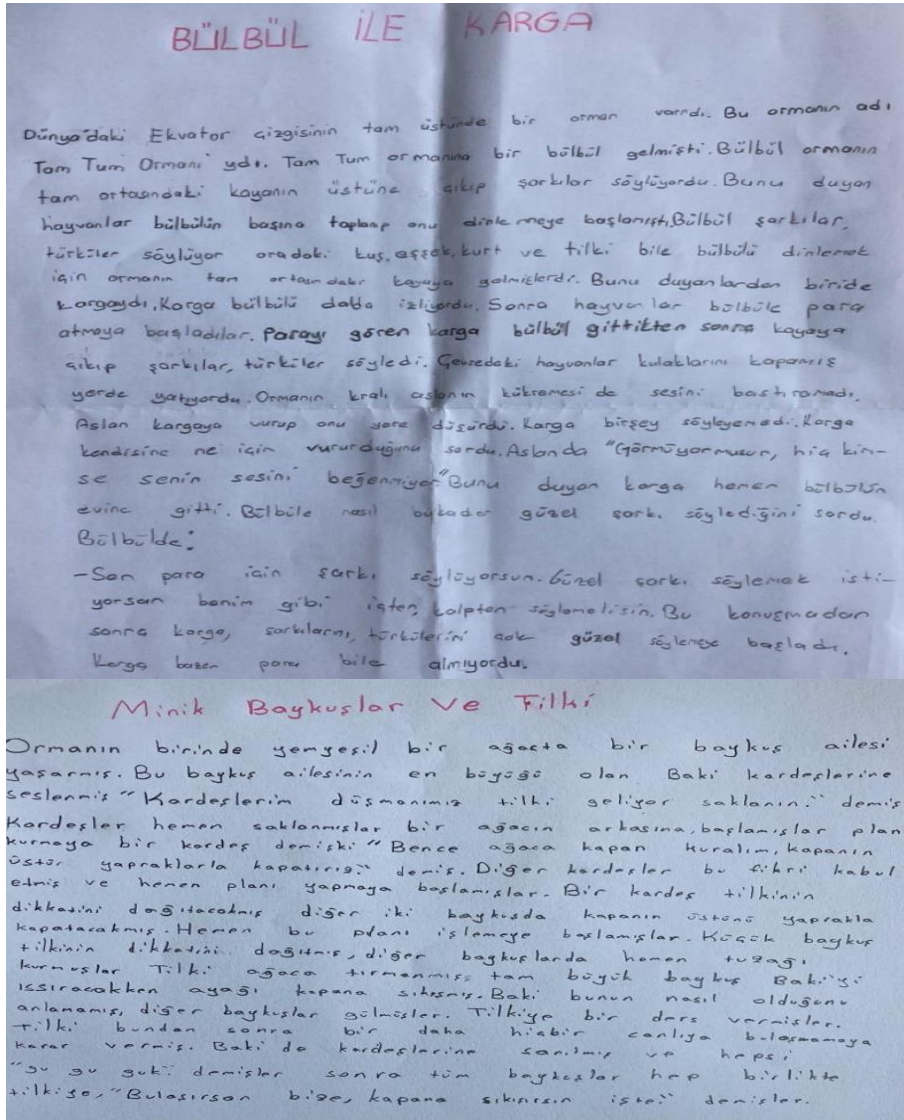 BÜLBÜL İLE KARGA
Dünya'daki Ekvator çizgisinin tam üstünde bir orman varrdı. Bu ormanın adı
Tam Tum Ormanı'ydı. Tam Tum ormanına bir bülbül gelmişti. Bülbül ormanın
tam ortasındaki kayanın üstüne çıkıp şarkılar söylüyordu. Bunu duyan
hayvanlar bülbülün başına toplanıp onu dinlemeye başlamıştı, Bülbül şarkılar,
türküler söylüyor oradaki kuş, eşşek, kurt ve tilki bile bülbülü dinlemek
için ormanın tam ortasındaki kayaya gelmişlerdi. Bunu duyanlardan biride
kargaydı, Karga bülbülü dalda izliyordu. Sonra hayvanlar bülbüle para
atmaya başladılar. Parayı gören karga bülbül gittikten sonra kayaya
çıkıp şarkılar, türküler söyledi. Çevredeki hayvanlar kulaklarını kapamış
yerde yatıyordu. Ormanın kralı aslanın kükremesi de sesini bastıramadı.
Aslan kargaya vurup onu yere düşürdü. Karga birşey söyleyemedi. Karga
kendisine ne için vururduğunu sordu. Aslanda "Görmüyormusun, hiç kim-
se senin sesini beğenmiyor" Bunu duyan karga hemen bülbülün
evine gitti. Bülbüle nasıl bukadar güzel şarkı söylediğini sordu.
Bülbülde:
-Sen para için şarkı söylüyorsun. Güzel şarkı söylemek isti-
yorsan benim gibi içten, kalpten söylemelisin. Bu konuşmadan
sonra karga, şarkılarını, türkülerini çok güzel söylemeye başladı.
Karga bazen para bile almıyordu.
Minik Baykuşlar Ve Tilki
Ormanın birinde yemyeşil bir ağaçta bir baykuş ailesi
yaşarmış. Bu baykuş ailesinin en büyüğü olan Baki kardeşlerine
seslenmiş "Kardeşlerim düşmanımız tilki geliyor saklanın." demiş
Kardeşler hemen saklanmışlar bir ağacın arkasına, başlamışlar plan
kurmaya bir kardeş demişki "Bence ağaca kapan kuralım, kapanın
üstünü yapraklarla kapatırız." demiş. Diğer kardeşler bu fikri kabul
etmiş ve hemen planı yapmaya başlamışlar. Bir kardeş tilkinin
dikkatini dağıtacakmış diğer iki baykuşda kapanın üstünü yaprakla
kapatacakmış. Hemen bu planı işlemeye başlamışlar. Küçük baykuş
tilkinin dikkatini dağıtmış, diğer baykuşlarda hemen tuzağı
kurmuşlar Tilki ağaca tırmanmış, tam büyük baykuş Baki'yi
ıssıracakken ayağı kapana sıkışmış. Baki bunun nasıl olduğunu
anlamamış, diğer baykuşlar gülmüşler. Tilkiye bir ders vermişler.
Tilki bundan sonra bir daha hiçbir canlıya bulaşmamaya
karar vermiş. Baki de kardeşlerine sarılmış ve hepsi
"gu gu guk" demişler sonra tüm baykuşlar hep birlikte
tilkiye, "Bulaşırsan bize, kapana sıkışırsın işte." demişler.